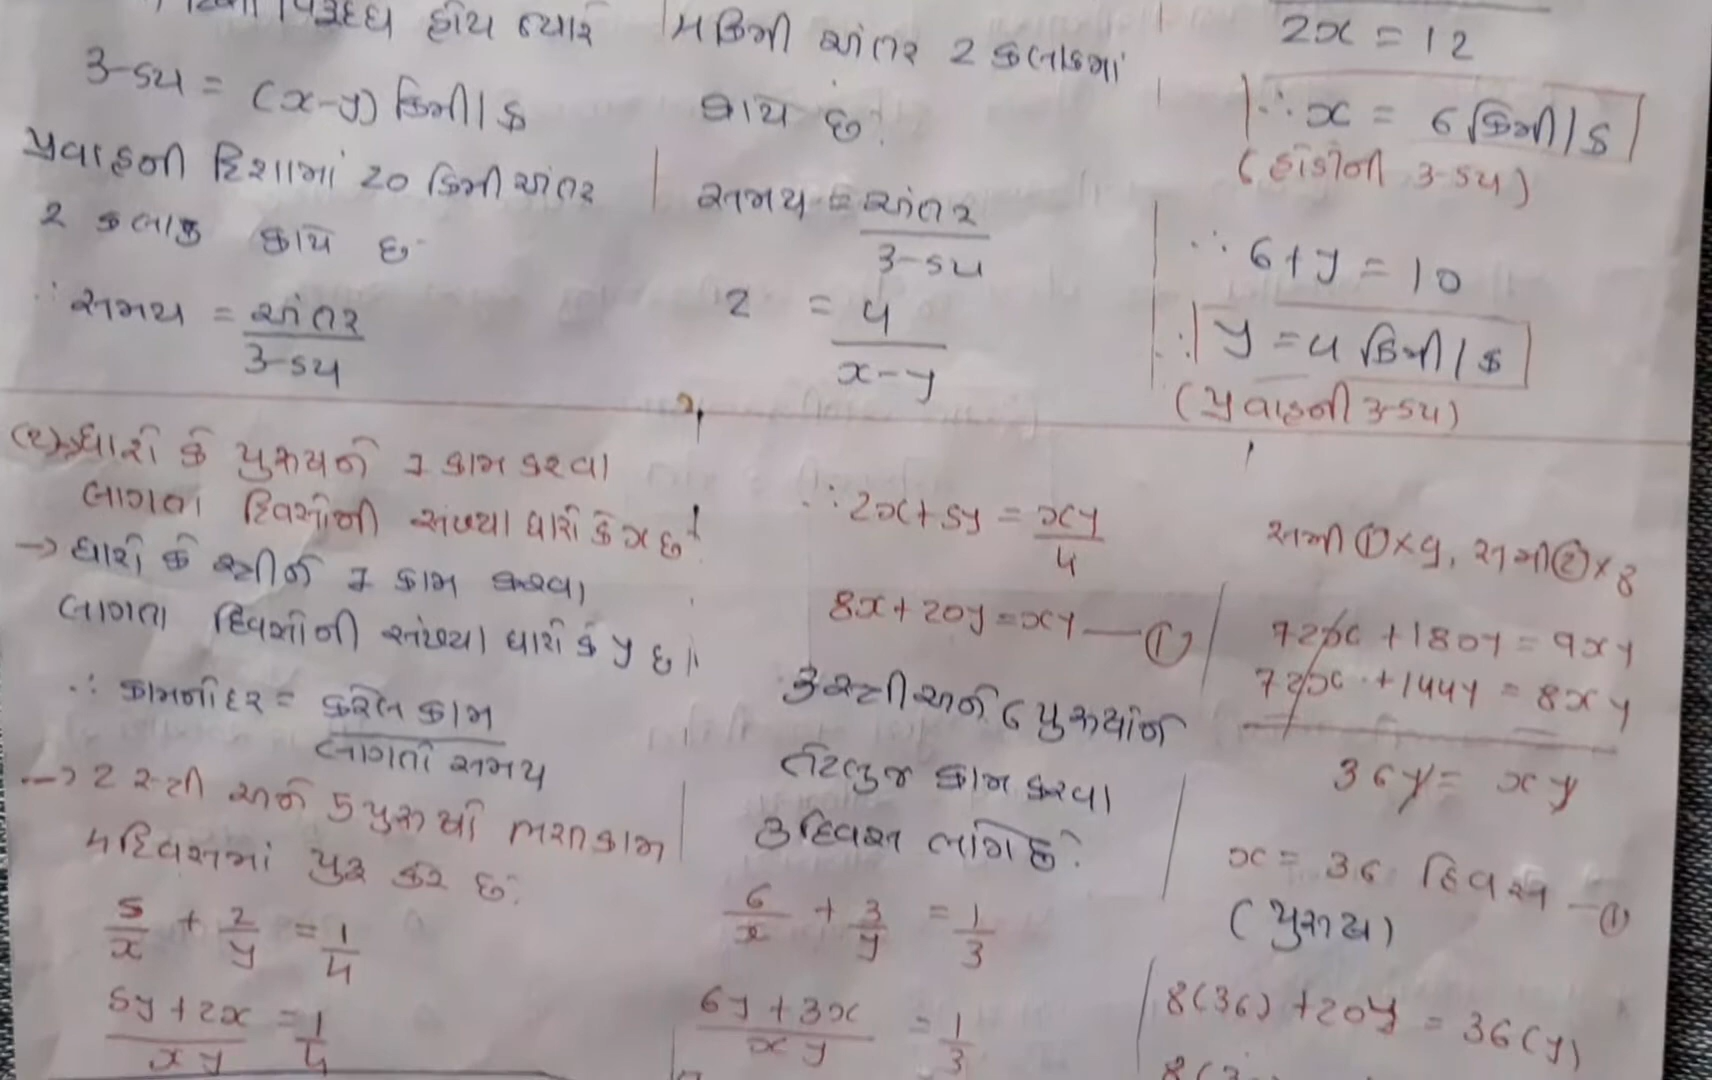 હોય ત્યારે
ઝડપ = (x-y) કિમી/ક
પ્રવાહની દિશામાં 20 કિમી અંતર
2 કલાક કાપે છે
∴ સમય = અંતર / ઝડપ
4 કિમી અંતર 2 કલાકમાં
કાપે છે.
સમય = અંતર / ઝડપ
2 = 4 / x-y
2x = 12
∴ x = 6 કિમી/ક
(હોડીની ઝડપ)
∴ 6+y = 10
∴ y = 4 કિમી/ક
(પ્રવાહની ઝડપ)
(2) ધારો કે પુરુષને 1 કામ કરવા
લાગતા દિવસોની સંખ્યા ધારો કે x છે
→ ધારો કે સ્ત્રીને 1 કામ કરવા
લાગતા દિવસોની સંખ્યા ધારો કે y છે।।
∴ કામનો દર = કરેલ કામ / લાગતો સમય
→ 2 સ્ત્રી અને 5 પુરુષો ભરતકામ
4 દિવસમાં પુરૂ કરે છે.
5/x + 2/y = 1/4
5y+2x / xy = 1/4
∴ 2x+5y = xy / 4
8x+20y=xy — ①
3 સ્ત્રી અને 6 પુરુષોને
તેટલુજ કામ કરવા
3 દિવસ લાગે છે.
6/x + 3/y = 1/3
6y+3x / xy = 1/3
સમી ①×9, સમી ②×8
72x +180y = 9xy
72x +144y = 8xy
36y = xy
x = 36 દિવસ — ①
(પુરુષ)
8(36) +20y = 36(y)